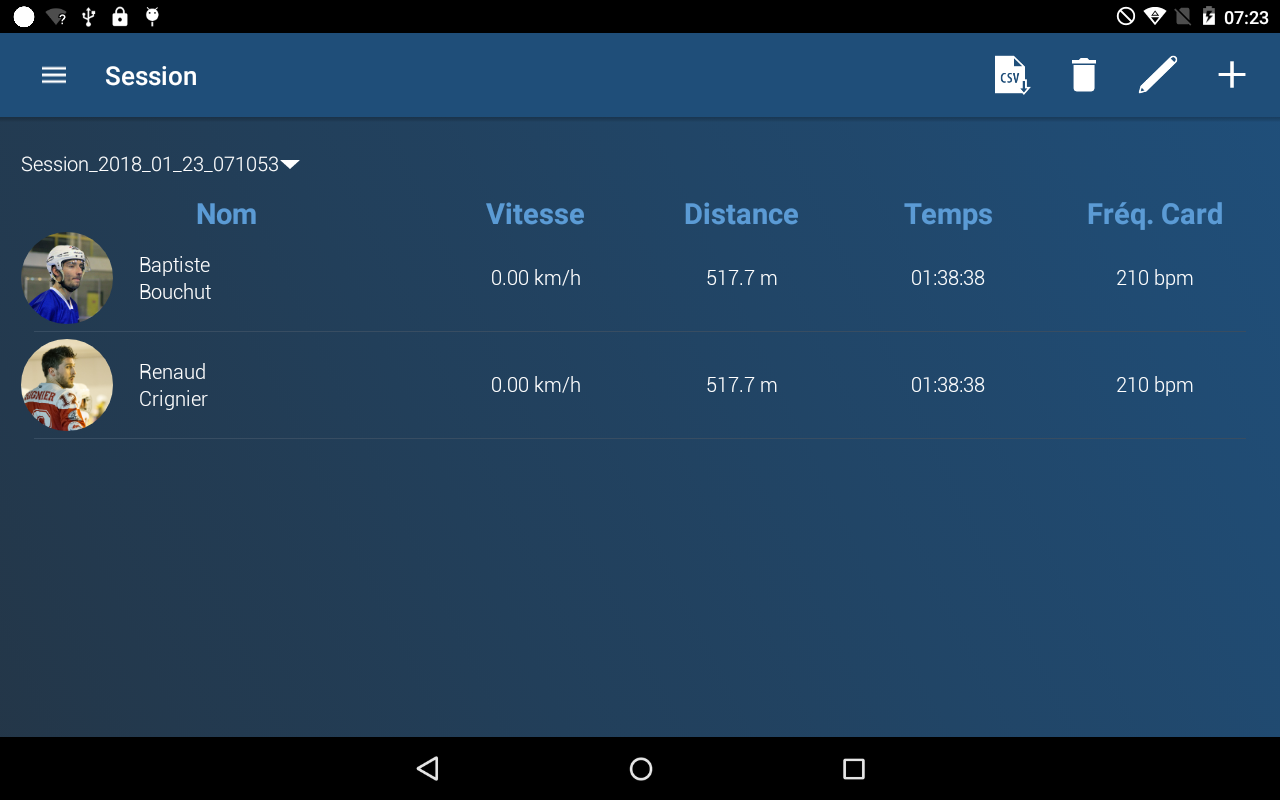 07:23
Session
CSV
Session_2018_01_23_071053
Nom Vitesse Distance Temps Fréq. Card
Baptiste
Bouchut
0.00 km/h 517.7 m 01:38:38 210 bpm
Renaud
Crignier
0.00 km/h 517.7 m 01:38:38 210 bpm